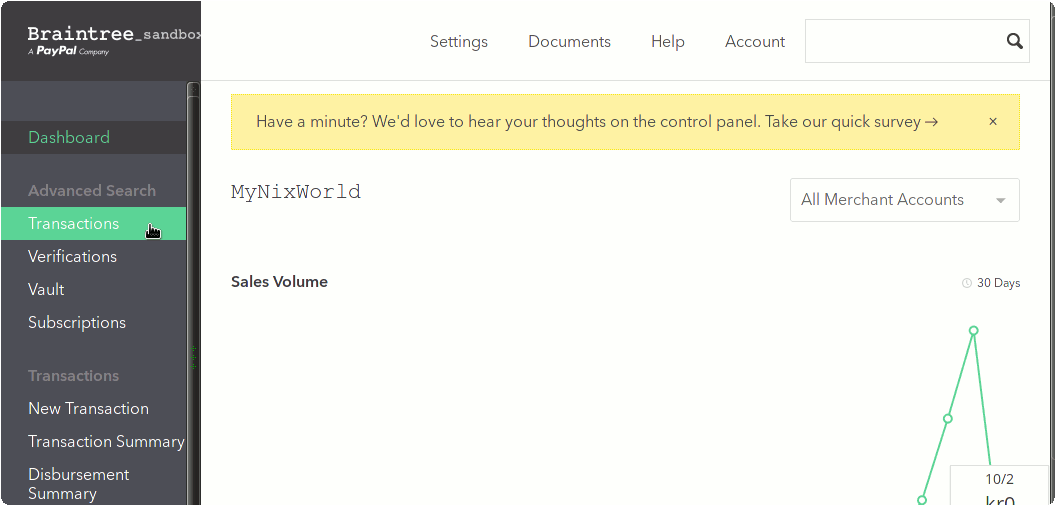 Braintree_sandbox
A PayPal Company
Settings
Documents
Help
Account
Dashboard
Advanced Search
Transactions
Verifications
Vault
Subscriptions
Transactions
New Transaction
Transaction Summary
Disbursement
Summary
Have a minute? We'd love to hear your thoughts on the control panel. Take our quick survey →
×
MyNixWorld
All Merchant Accounts
Sales Volume
30 Days
10/2
kr0